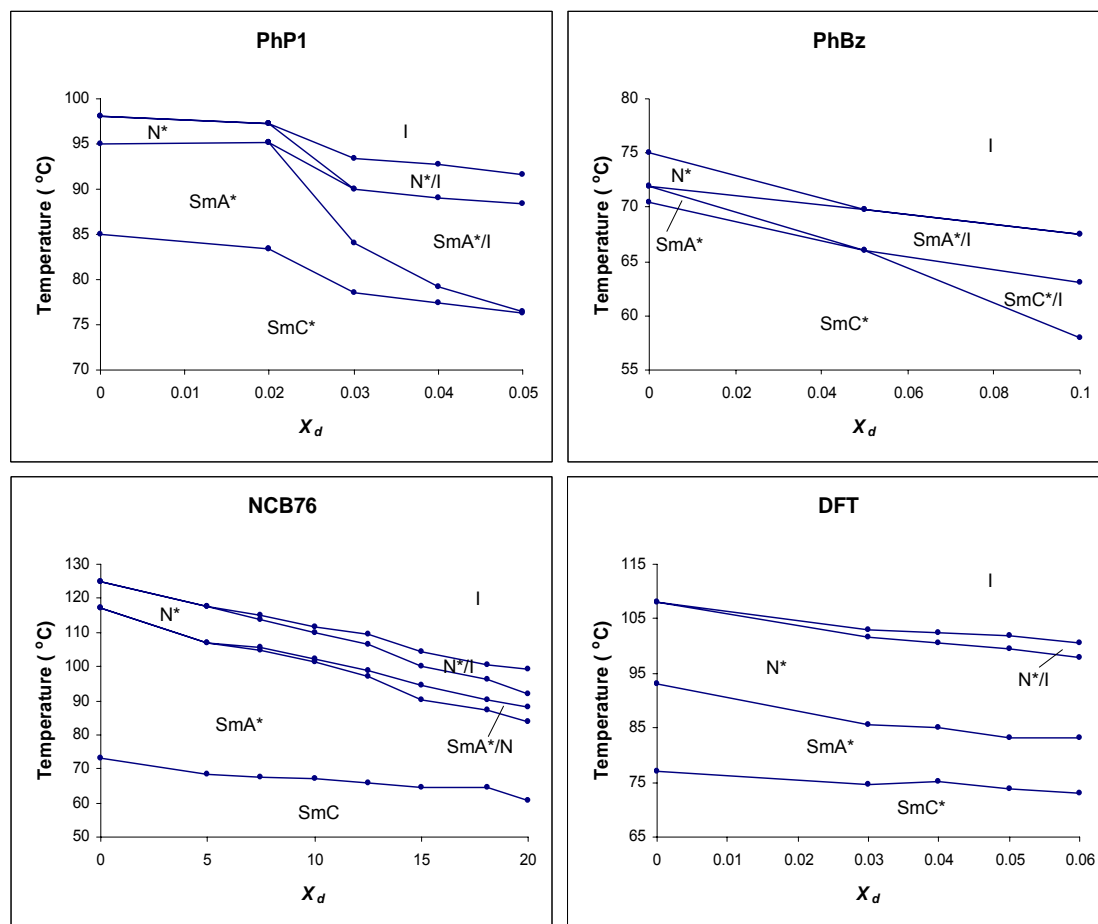 PhP1
Temperature ( °C)
100
95
90
85
80
75
70
N*
I
N*/I
SmA*
SmA*/I
SmC*
0
0.01
0.02
0.03
0.04
0.05
X d
PhBz
Temperature ( °C)
80
75
70
65
60
55
I
N*
SmA*
SmA*/I
SmC*/I
SmC*
0
0.02
0.04
0.06
0.08
0.1
X d
NCB76
Temperature ( °C)
130
120
110
100
90
80
70
60
50
I
N*
N*/I
SmA*
SmA*/N
SmC
0
5
10
15
20
X d
DFT
Temperature ( °C)
115
105
95
85
75
65
I
N*
N*/I
SmA*
SmC*
0
0.01
0.02
0.03
0.04
0.05
0.06
X d